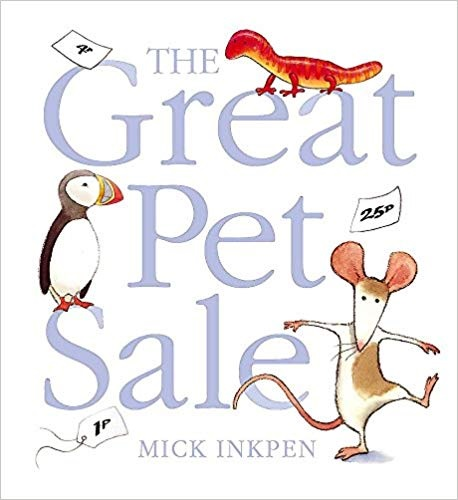 4P
THE
Great
Pet
25P
Sale
1P
MICK INKPEN